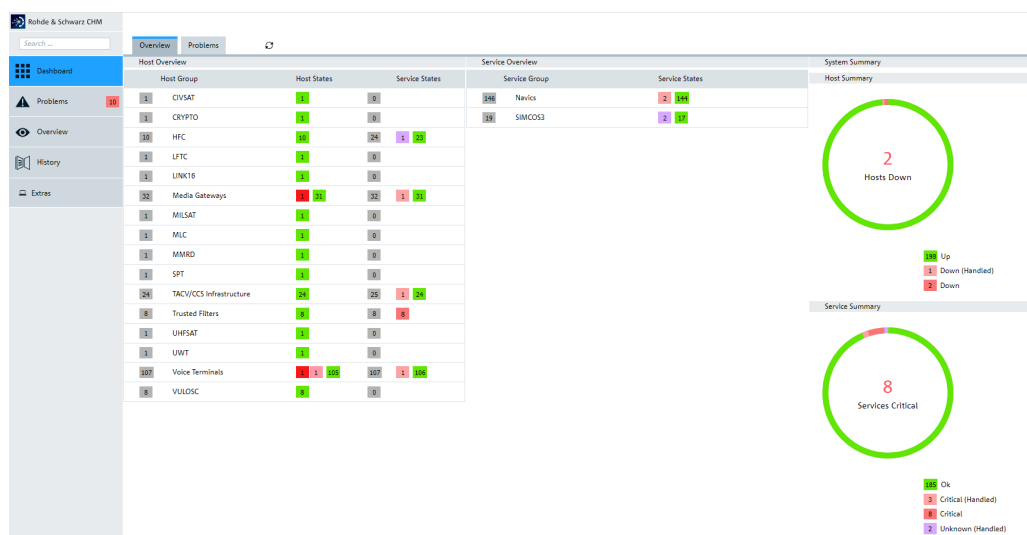 Rohde & Schwarz CHM
Search ...
Overview Problems
Dashboard
Problems 10
Overview
History
Extras
Host Overview
Host Group Host States Service States
1 CIVSAT 1 0
1 CRYPTO 1 0
10 HFC 10 24 1 23
1 LFTC 1 0
1 LINK16 1 0
32 Media Gateways 1 31 32 1 31
1 MILSAT 1 0
1 MLC 1 0
1 MMRD 1 0
1 SPT 1 0
24 TACV/CCS Infrastructure 24 25 1 24
8 Trusted Filters 8 8 8
1 UHFSAT 1 0
1 UWT 1 0
107 Voice Terminals 1 1 105 107 1 106
8 VULOSC 8 0
Service Overview
Service Group Service States
146 Navics 2 144
19 SIMCOS3 2 17
System Summary
Host Summary
2
Hosts Down
198 Up
1 Down (Handled)
2 Down
Service Summary
8
Services Critical
185 Ok
3 Critical (Handled)
8 Critical
2 Unknown (Handled)